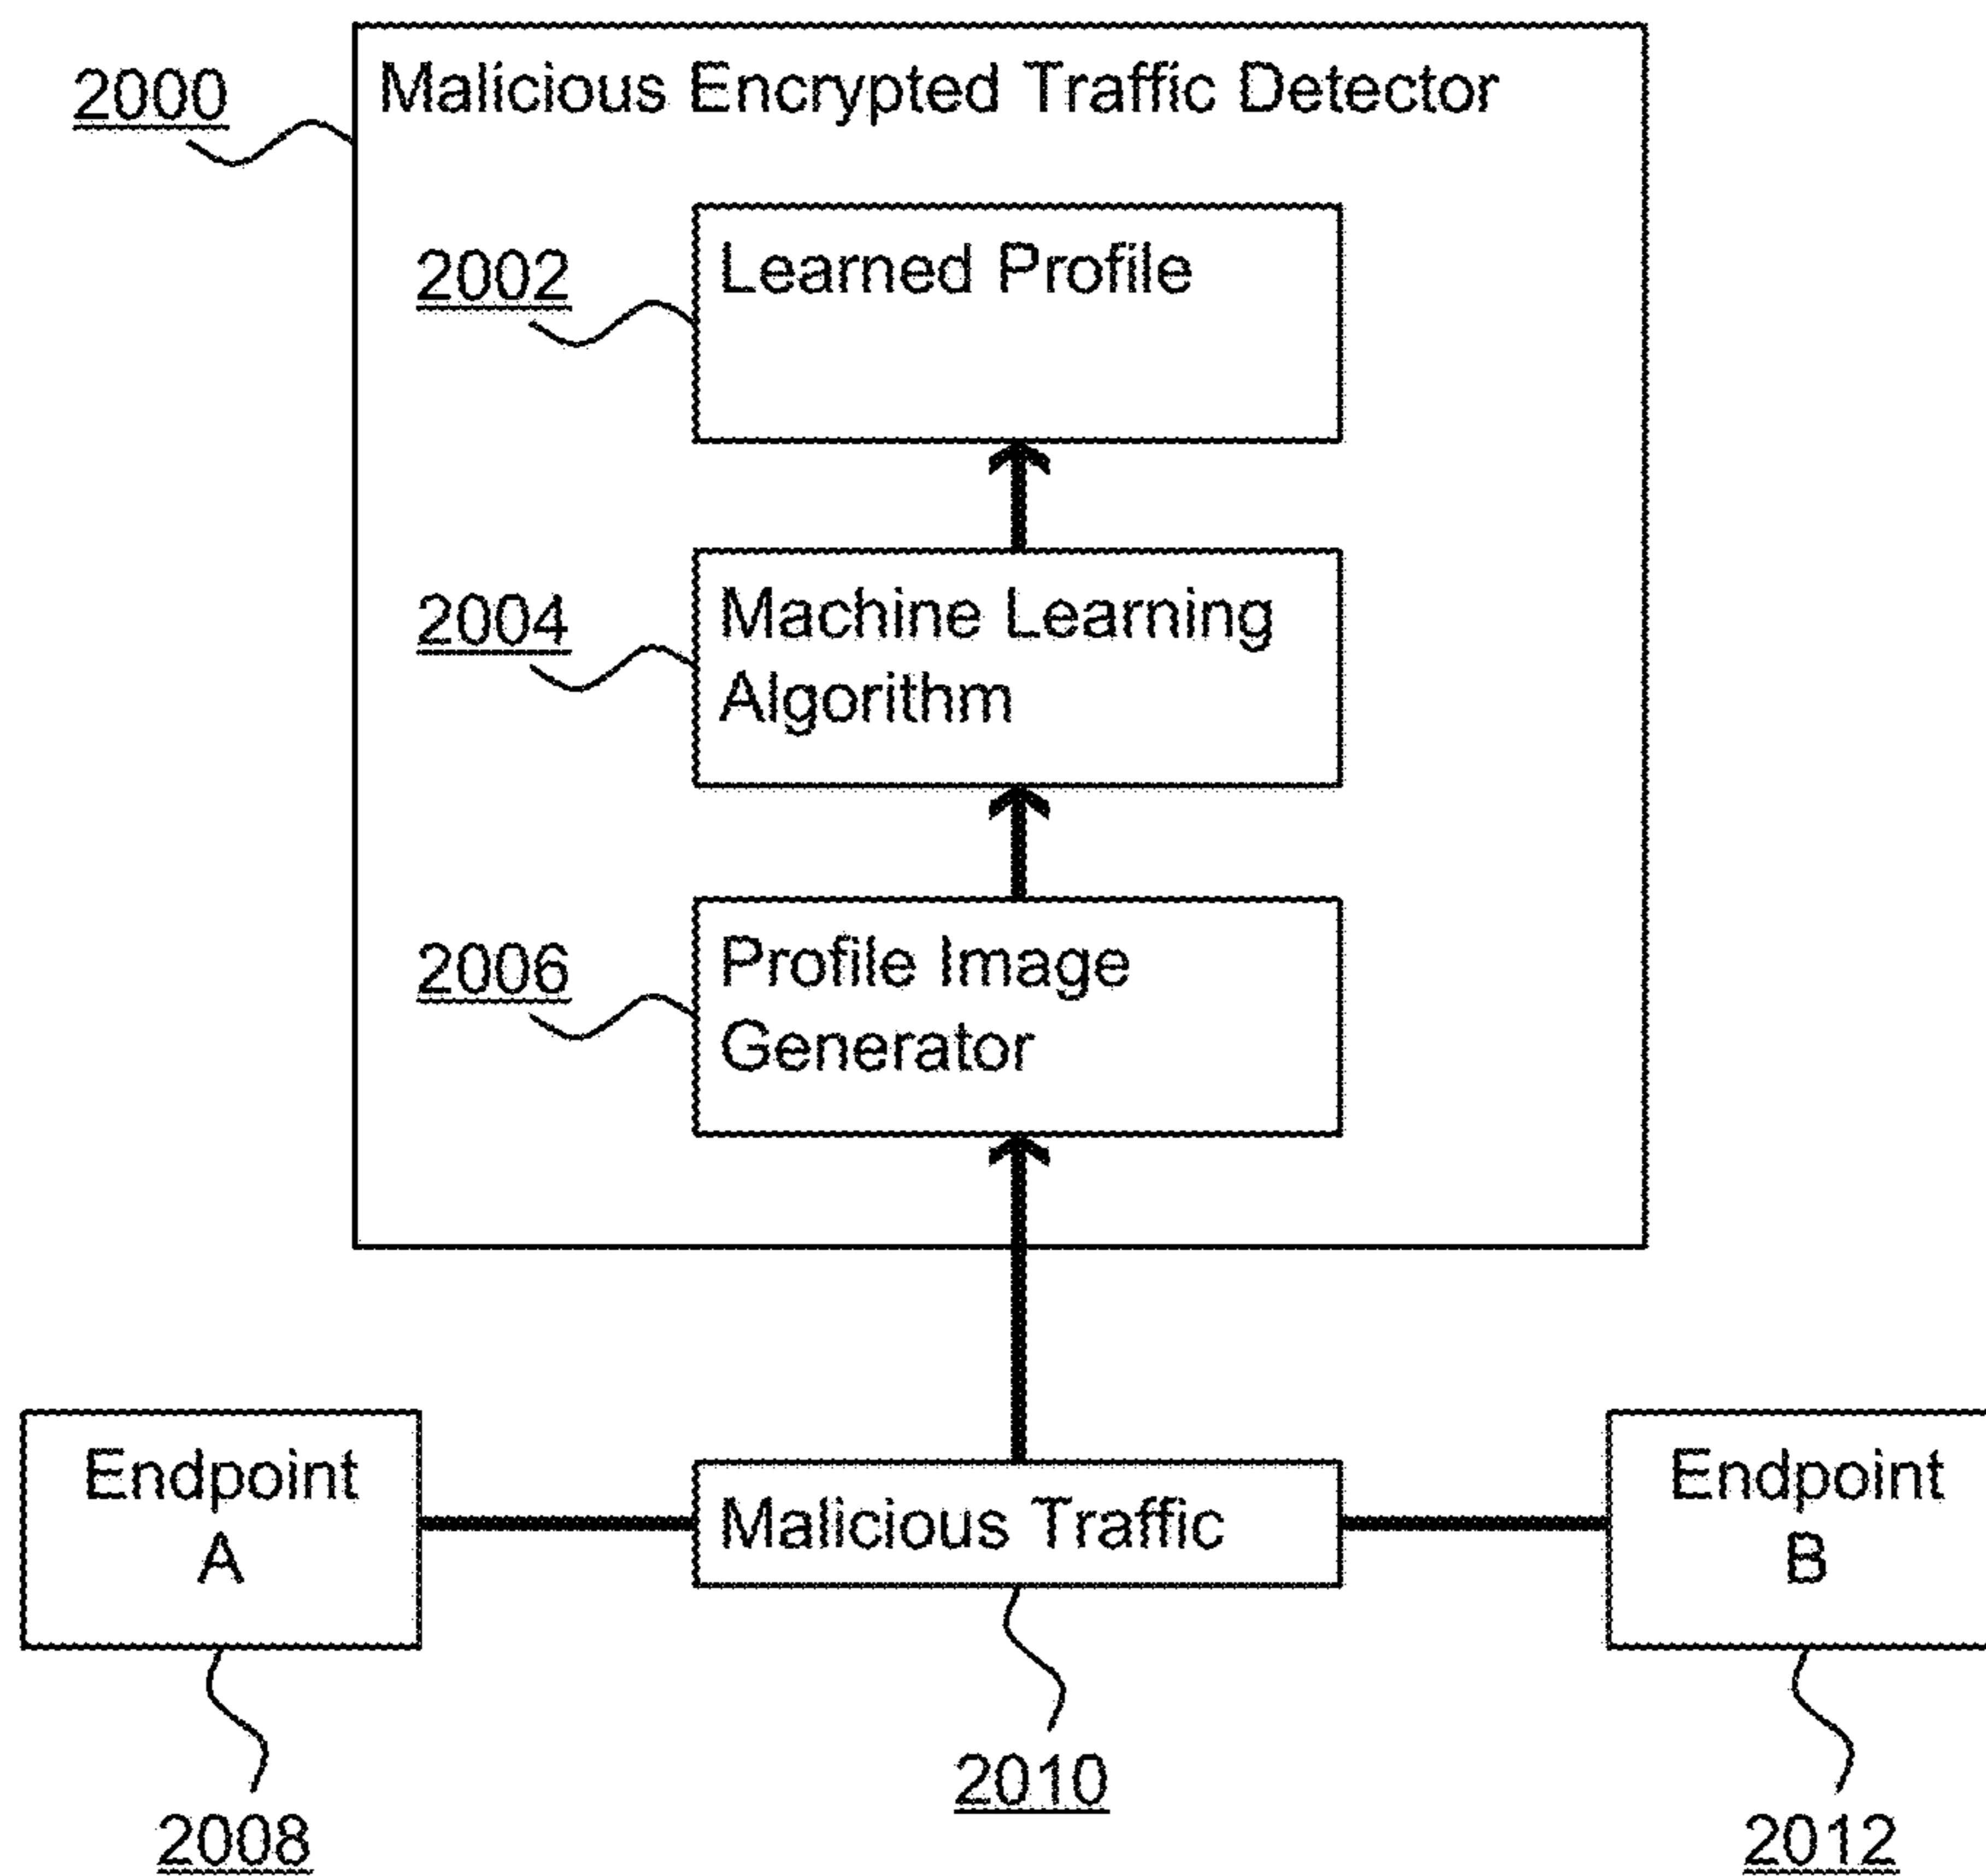 2000
Malicious Encrypted Traffic Detector
2002
Learned Profile
2004
Machine Learning
Algorithm
2006
Profile Image
Generator
Endpoint
A
Malicious Traffic
Endpoint
B
2008
2010
2012